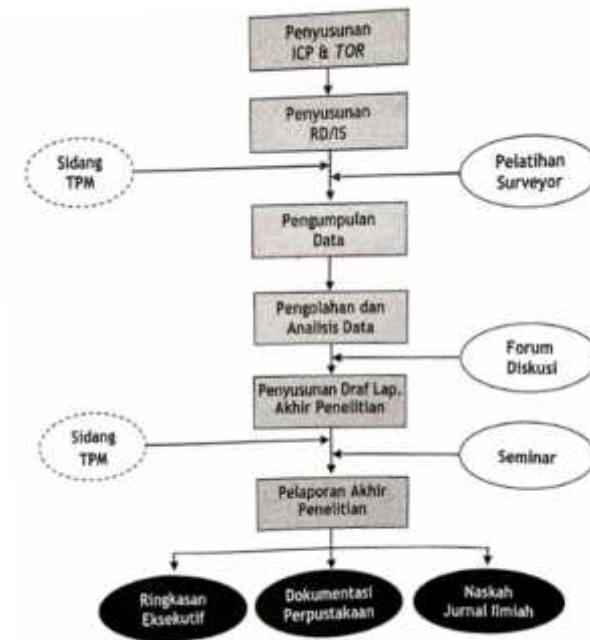 Penyusunan
ICP & TOR
Penyusunan
RD/IS
Sidang
TPM
Pelatihan
Surveyor
Pengumpulan
Data
Pengolahan dan
Analisis Data
Forum
Diskusi
Penyusunan Draf Lap.
Akhir Penelitian
Sidang
TPM
Seminar
Pelaporan Akhir
Penelitian
Ringkasan
Eksekutif
Dokumentasi
Perpustakaan
Naskah
Jurnal Ilmiah